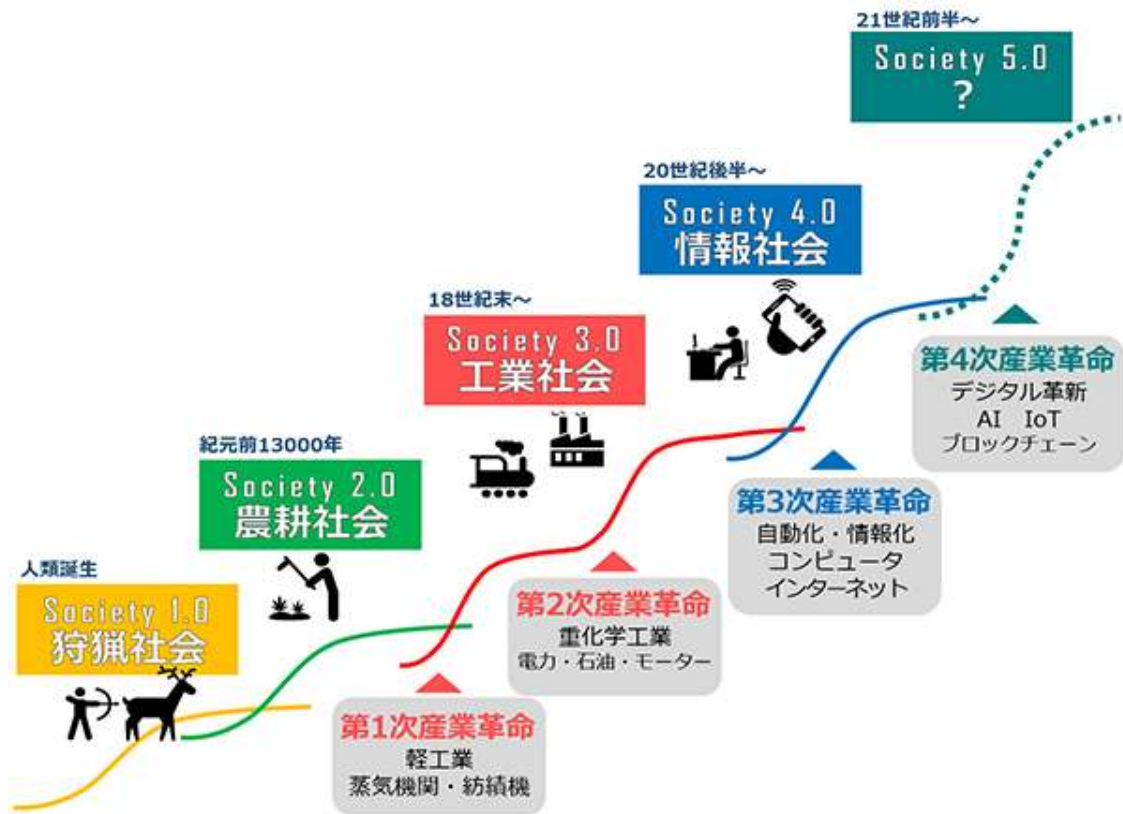 21世紀前半～
Society 5.0
?
20世紀後半～
Society 4.0
情報社会
18世紀末～
Society 3.0
工業社会
紀元前13000年
Society 2.0
農耕社会
人類誕生
Society 1.0
狩猟社会
第1次産業革命
軽工業
蒸気機関・紡績機
第2次産業革命
重化学工業
電力・石油・モーター
第3次産業革命
自動化・情報化
コンピュータ
インターネット
第4次産業革命
デジタル革新
AI IoT
ブロックチェーン